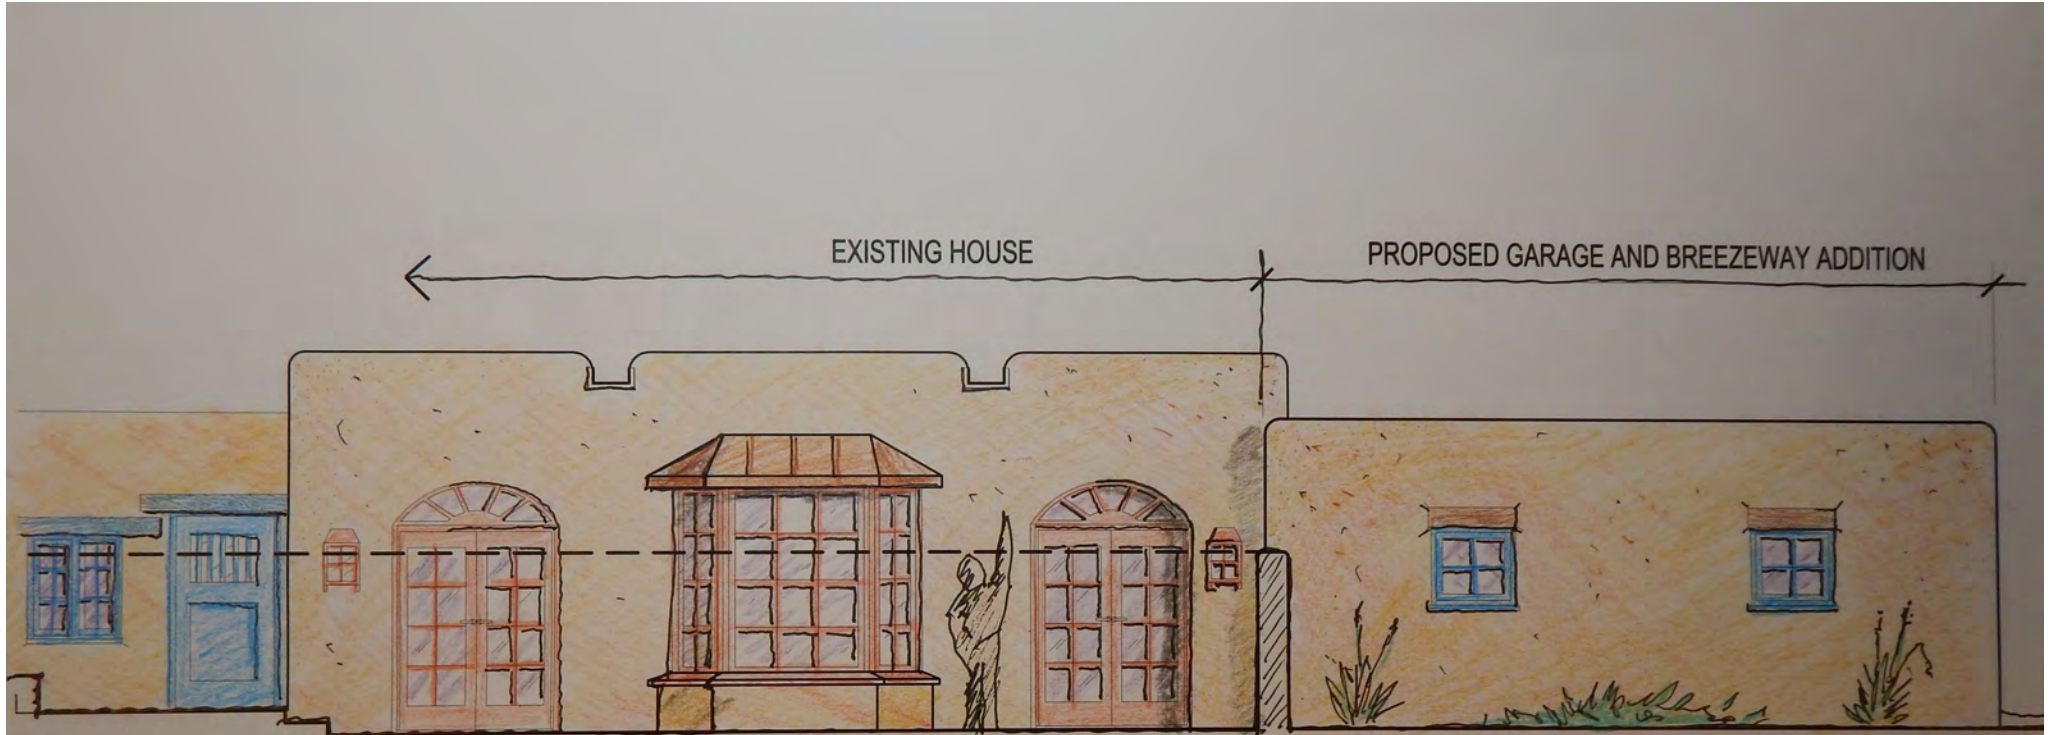 EXISTING HOUSE
PROPOSED GARAGE AND BREEZEWAY ADDITION